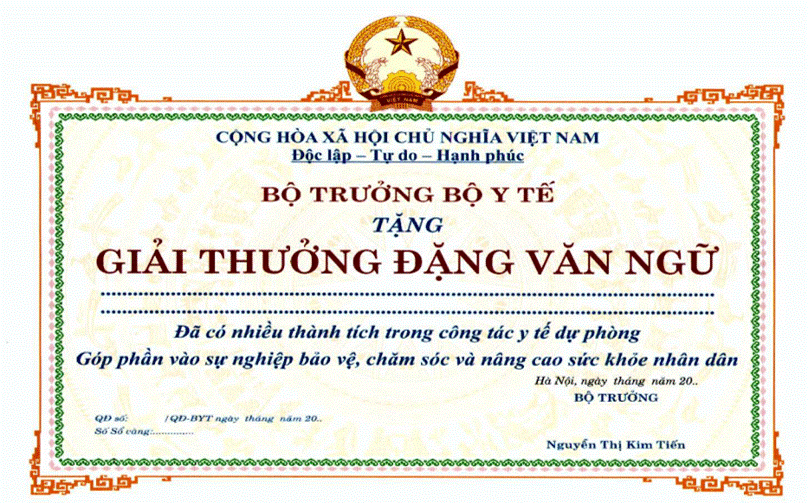 VIỆT NAM
CỘNG HÒA XÃ HỘI CHỦ NGHĨA VIỆT NAM
Độc lập – Tự do – Hạnh phúc
BỘ TRƯỞNG BỘ Y TẾ
TẶNG
GIẢI THƯỞNG ĐẶNG VĂN NGỮ
Đã có nhiều thành tích trong công tác y tế dự phòng
Góp phần vào sự nghiệp bảo vệ, chăm sóc và nâng cao sức khỏe nhân dân
Hà Nội, ngày tháng năm 20..
BỘ TRƯỞNG
QĐ số: /QĐ-BYT ngày tháng năm 20..
Số Sổ càng:..............
Nguyễn Thị Kim Tiến